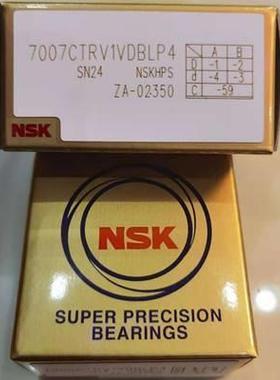 7007CTRV1VDBLP4
SN24 NSKHPS
ZA-02350
A B
D -1 -2
d -4 -3
C -59
NSK
NSK
SUPER PRECISION
BEARINGS